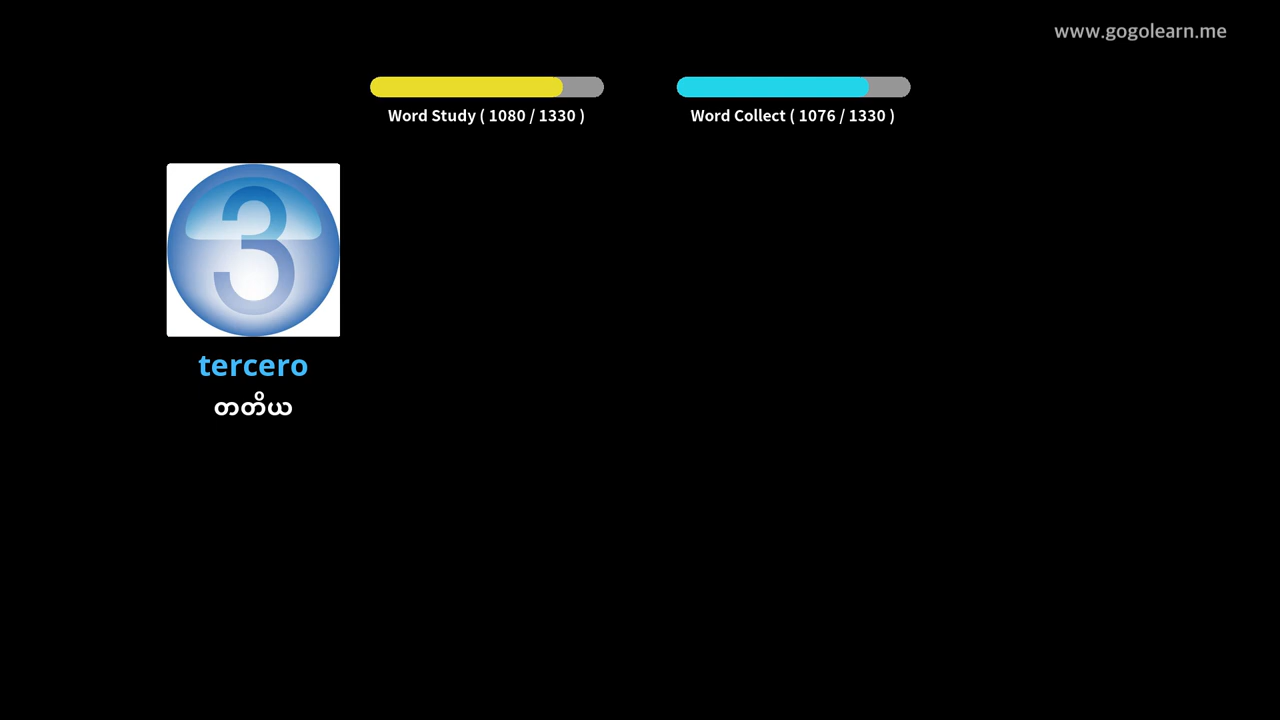 www.gogolearn.me
Word Study ( 1080 / 1330 )
Word Collect ( 1076 / 1330 )
3
tercero
တတိယ